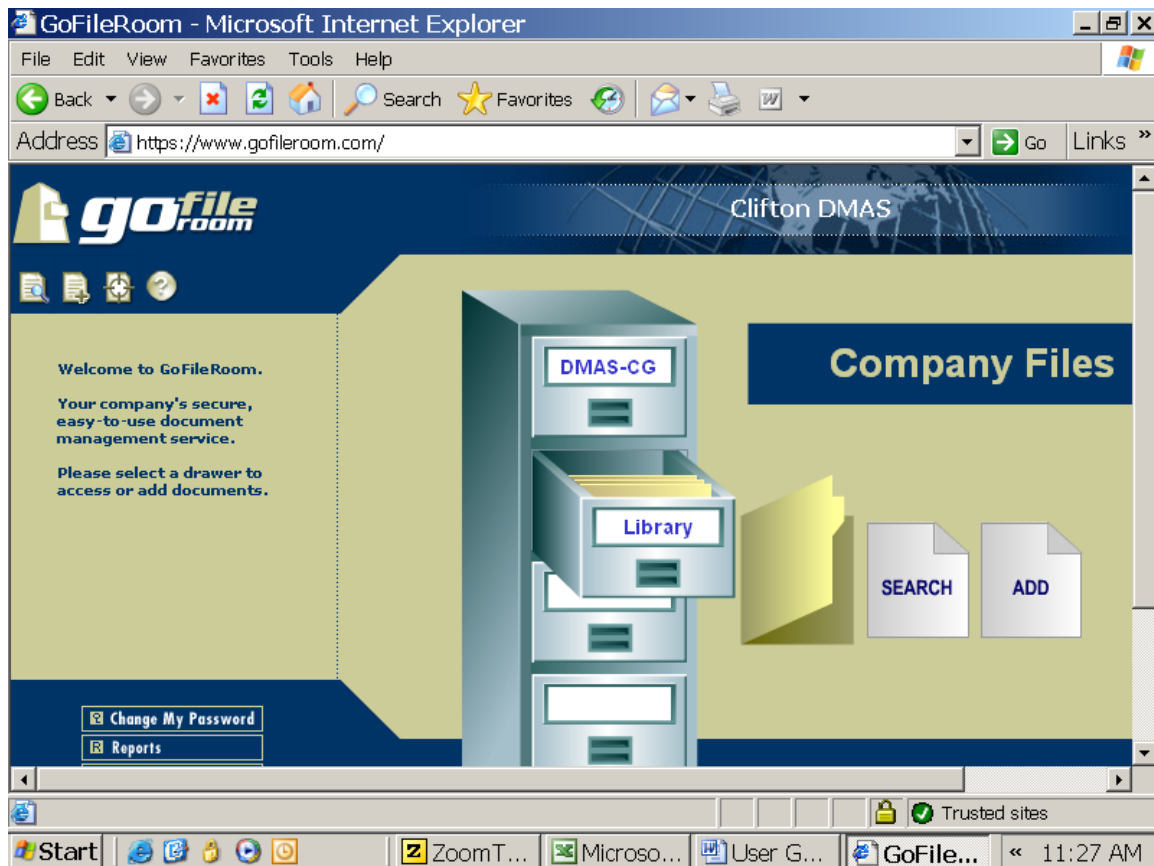 GoFileRoom - Microsoft Internet Explorer
File Edit View Favorites Tools Help
Back Search Favorites
Address https://www.gofileroom.com/ Go Links »
gofile
room
Clifton DMAS
Welcome to GoFileRoom.
Your company's secure,
easy-to-use document
management service.
Please select a drawer to
access or add documents.
DMAS-CG
Company Files
Library
SEARCH
ADD
Change My Password
R Reports
Trusted sites
Start Z ZoomT... Microso... User G... GoFile... « 11:27 AM